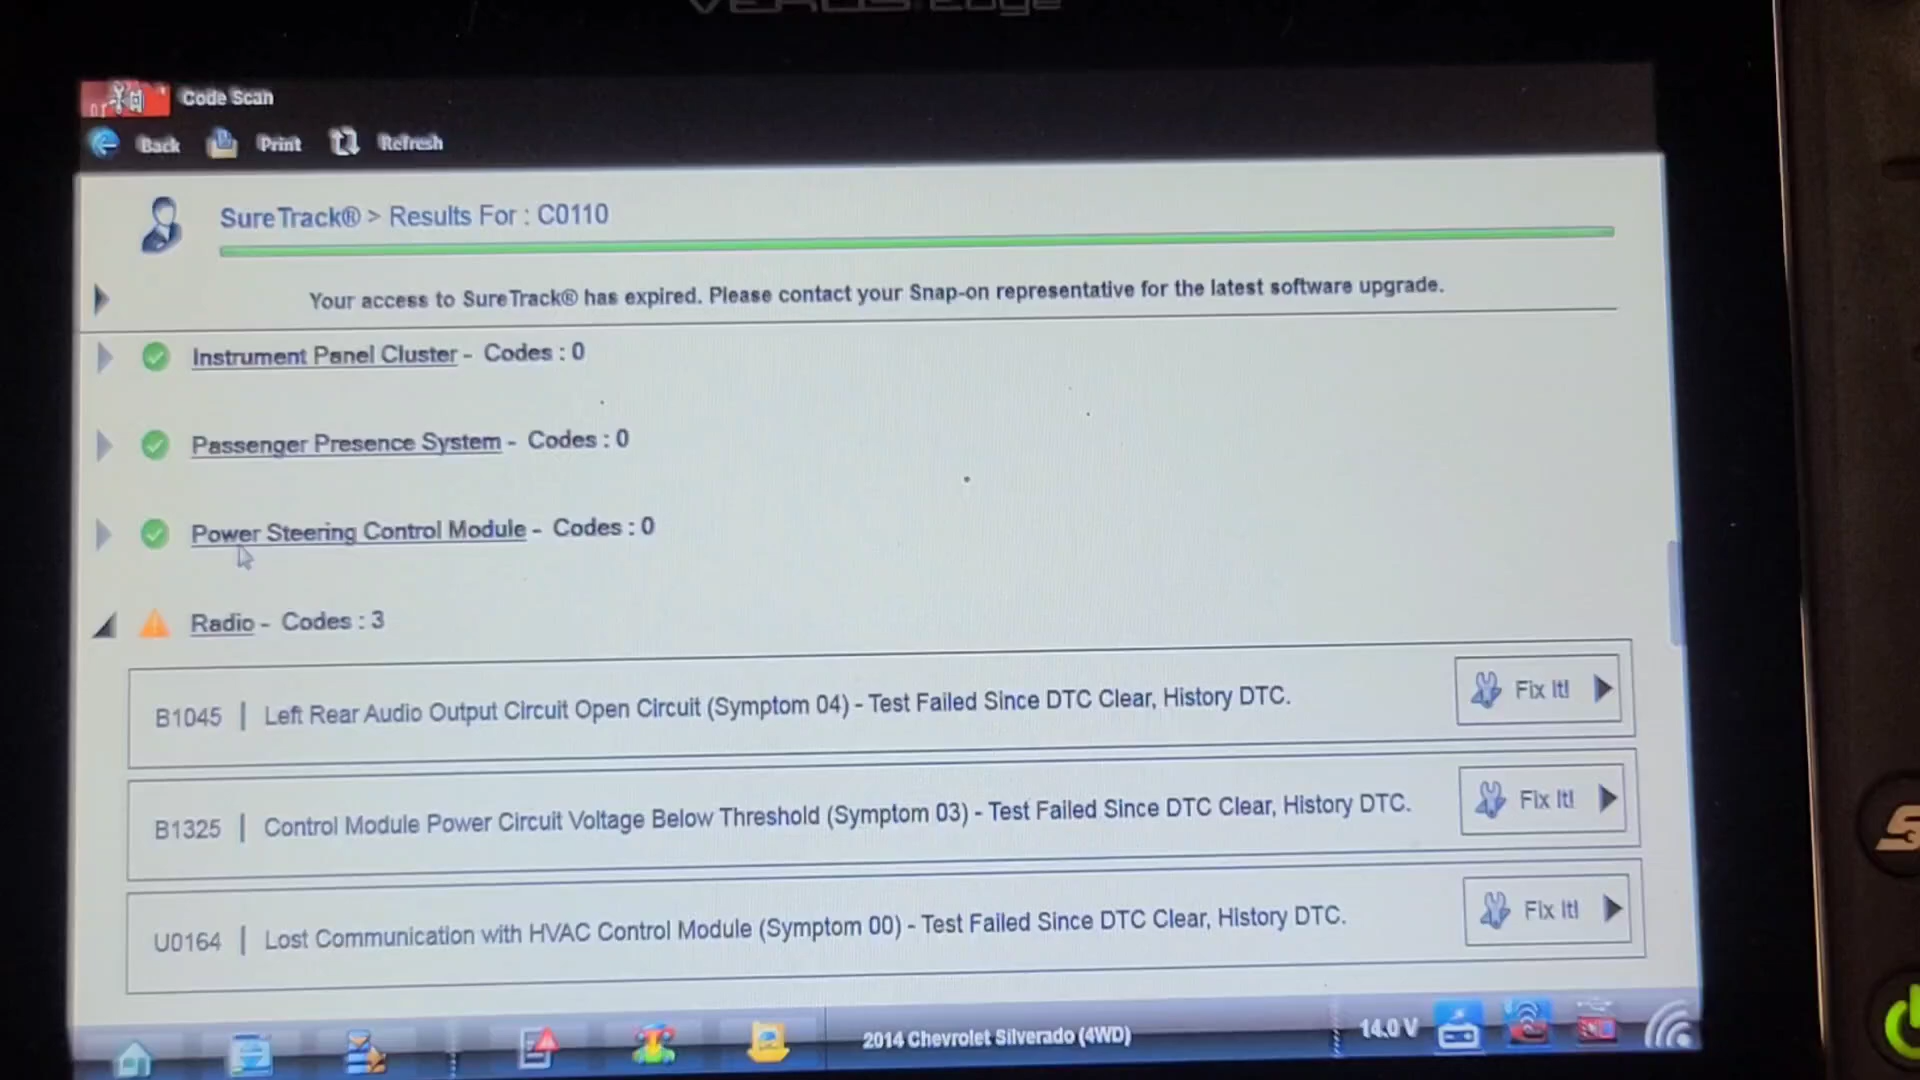 VERUS Edge
Code Scan
Back Print Refresh
SureTrack® > Results For : C0110
Your access to SureTrack® has expired. Please contact your Snap-on representative for the latest software upgrade.
Instrument Panel Cluster - Codes : 0
Passenger Presence System - Codes : 0
Power Steering Control Module - Codes : 0
Radio - Codes : 3
B1045 | Left Rear Audio Output Circuit Open Circuit (Symptom 04) - Test Failed Since DTC Clear, History DTC. Fix It!
B1325 | Control Module Power Circuit Voltage Below Threshold (Symptom 03) - Test Failed Since DTC Clear, History DTC. Fix It!
U0164 | Lost Communication with HVAC Control Module (Symptom 00) - Test Failed Since DTC Clear, History DTC. Fix It!
2014 Chevrolet Silverado (4WD) 14.0 V